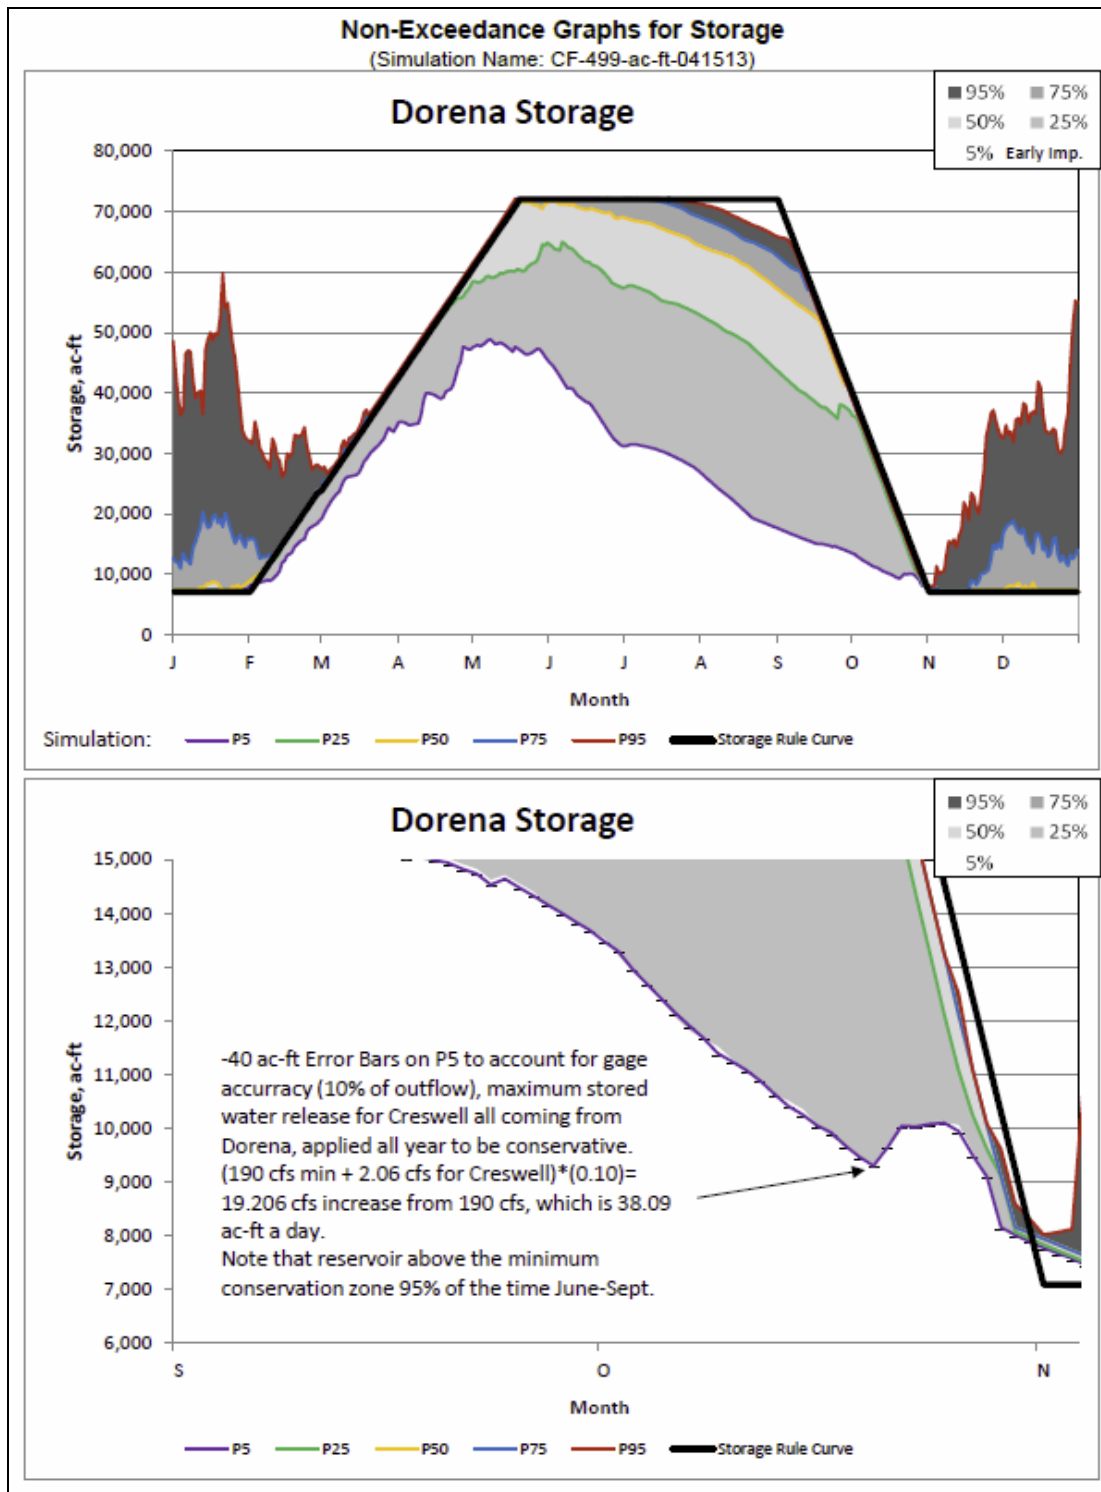 Non-Exceedance Graphs for Storage
(Simulation Name: CF-499-ac-ft-041513)
Dorena Storage
95% 75%
50% 25%
5% Early Imp.
80,000
70,000
60,000
50,000
40,000
30,000
20,000
10,000
0
Storage, ac-ft
J F M A M J J A S O N D
Month
Simulation: P5 P25 P50 P75 P95 Storage Rule Curve
Dorena Storage
95% 75%
50% 25%
5%
15,000
14,000
13,000
12,000
11,000
10,000
9,000
8,000
7,000
6,000
Storage, ac-ft
-40 ac-ft Error Bars on P5 to account for gage
accurracy (10% of outflow), maximum stored
water release for Creswell all coming from
Dorena, applied all year to be conservative.
(190 cfs min + 2.06 cfs for Creswell)*(0.10)=
19.206 cfs increase from 190 cfs, which is 38.09
ac-ft a day.
Note that reservoir above the minimum
conservation zone 95% of the time June-Sept.
S O N
Month
P5 P25 P50 P75 P95 Storage Rule Curve